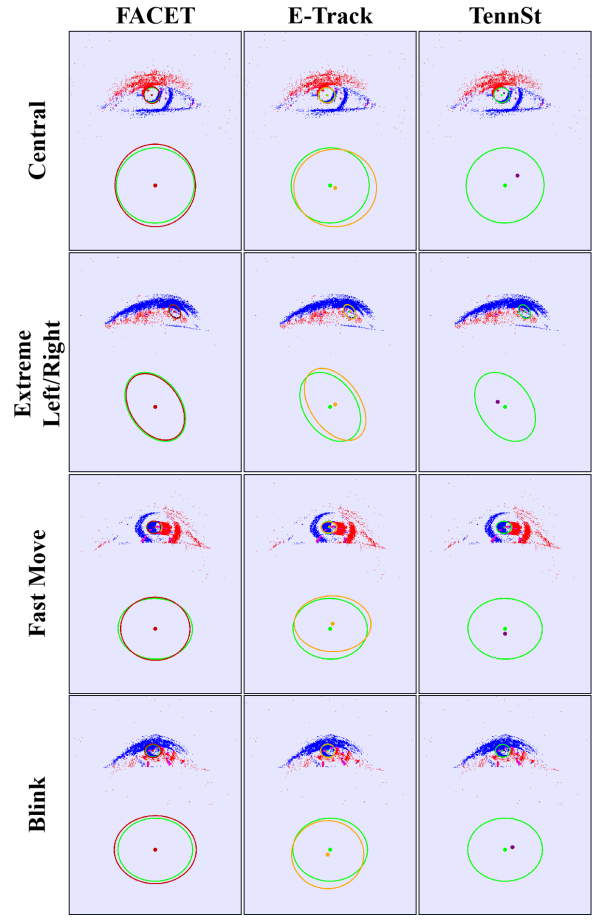 FACET E-Track TennSt
Central
Extreme
Left/Right
Fast Move
Blink